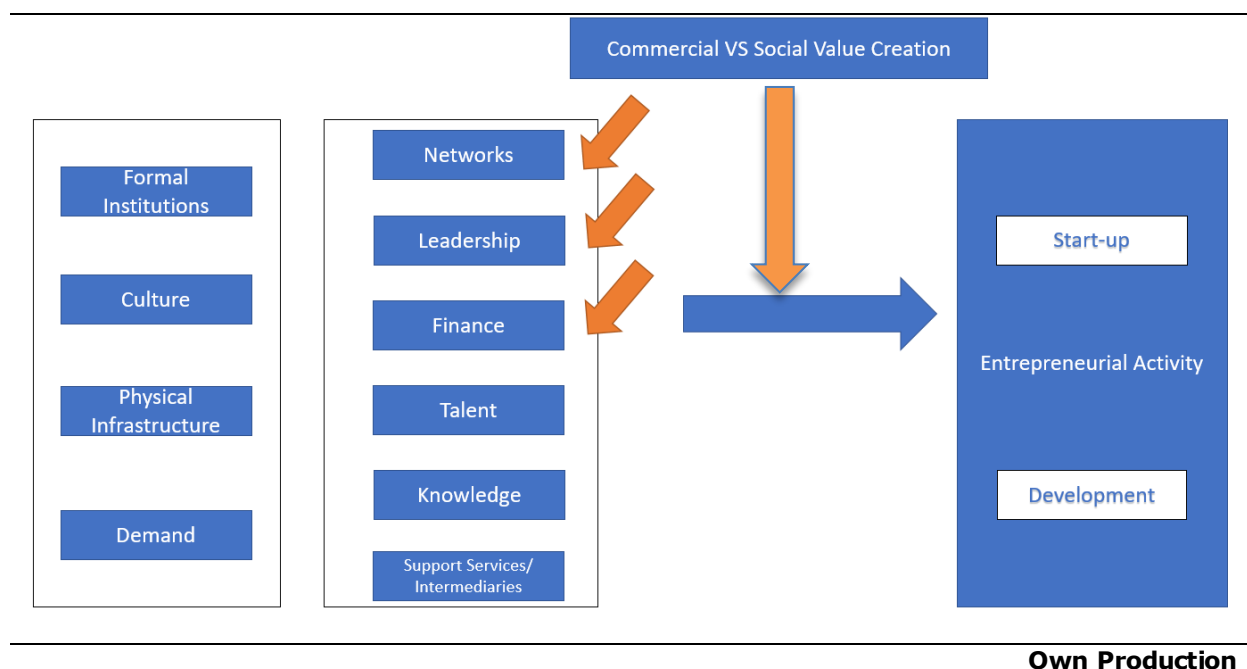 Commercial VS Social Value Creation
Formal
Institutions
Culture
Physical
Infrastructure
Demand
Networks
Leadership
Finance
Talent
Knowledge
Support Services/
Intermediaries
Start-up
Entrepreneurial Activity
Development
Own Production